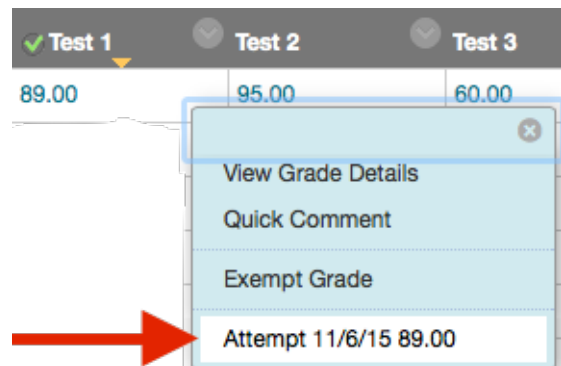 Test 1 Test 2 Test 3
89.00 95.00 60.00
View Grade Details
Quick Comment
Exempt Grade
Attempt 11/6/15 89.00